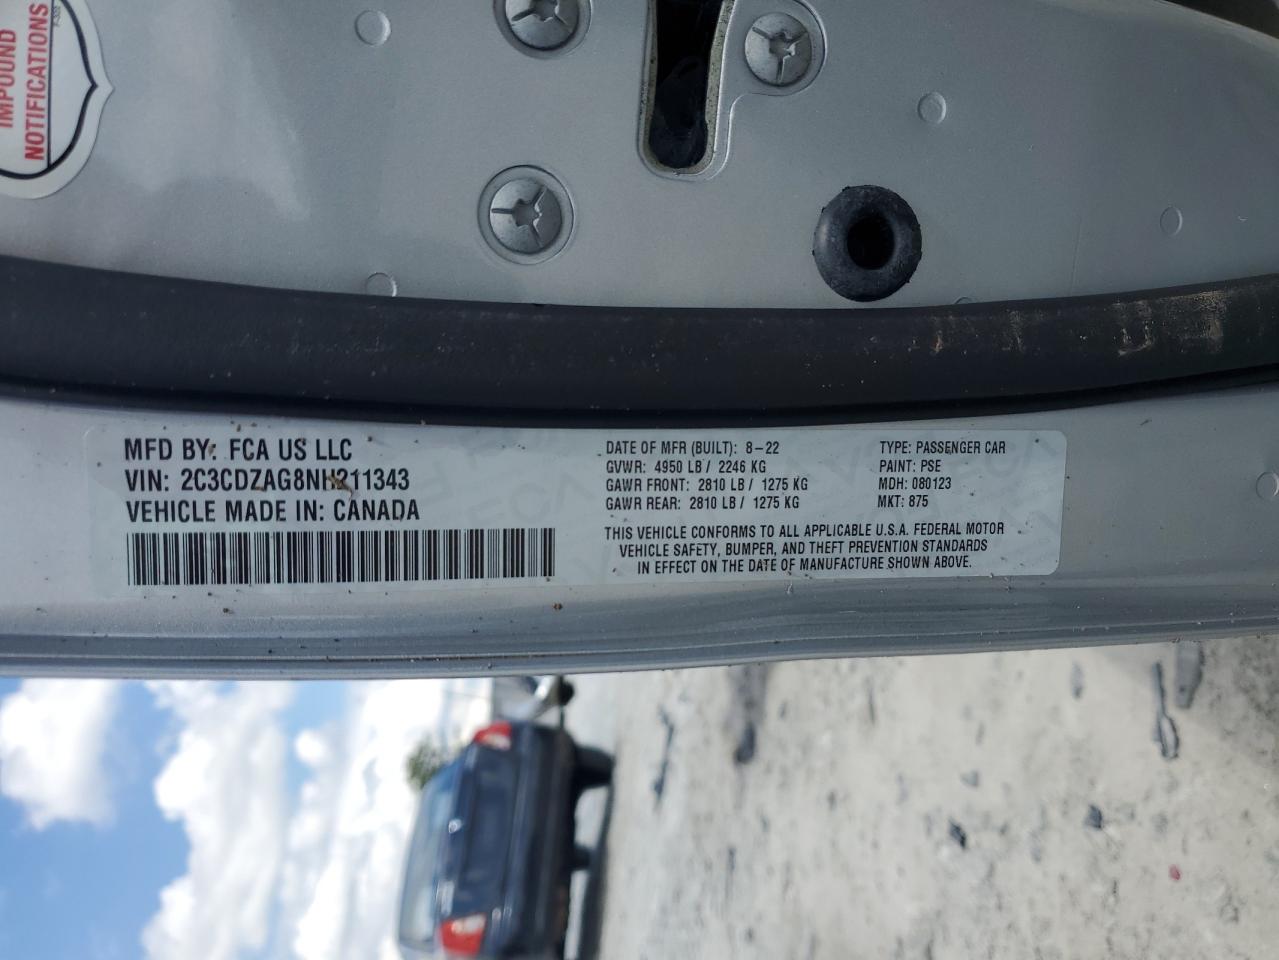 IMPOUND
NOTIFICATIONS
MFD BY: FCA US LLC
VIN: 2C3CDZAG8NH211343
VEHICLE MADE IN: CANADA
DATE OF MFR (BUILT): 8-22
GVWR: 4950 LB / 2246 KG
GAWR FRONT: 2810 LB / 1275 KG
GAWR REAR: 2810 LB / 1275 KG
TYPE: PASSENGER CAR
PAINT: PSE
MDH: 080123
MKT: 875
THIS VEHICLE CONFORMS TO ALL APPLICABLE U.S.A. FEDERAL MOTOR
VEHICLE SAFETY, BUMPER, AND THEFT PREVENTION STANDARDS
IN EFFECT ON THE DATE OF MANUFACTURE SHOWN ABOVE.